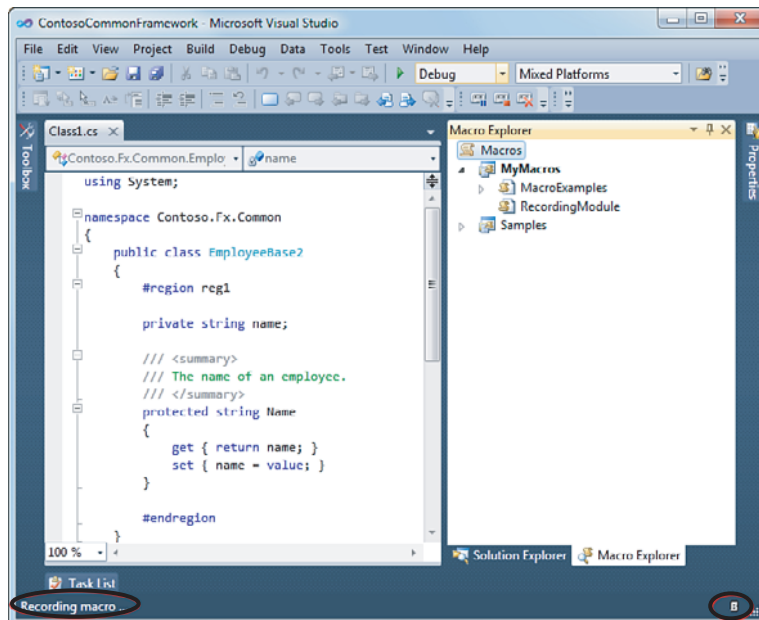 ContosoCommonFramework - Microsoft Visual Studio
File Edit View Project Build Debug Data Tools Test Window Help
Debug Mixed Platforms
Toolbox
Class1.cs
Contoso.Fx.Common.Emplo
name
using System;
namespace Contoso.Fx.Common
{
public class EmployeeBase2
{
#region reg1
private string name;
/// <summary>
/// The name of an employee.
/// </summary>
protected string Name
{
get { return name; }
set { name = value; }
}
#endregion
}
100 %
Macro Explorer
Macros
MyMacros
MacroExamples
RecordingModule
Samples
Properties
Solution Explorer Macro Explorer
Task List
Recording macro ..